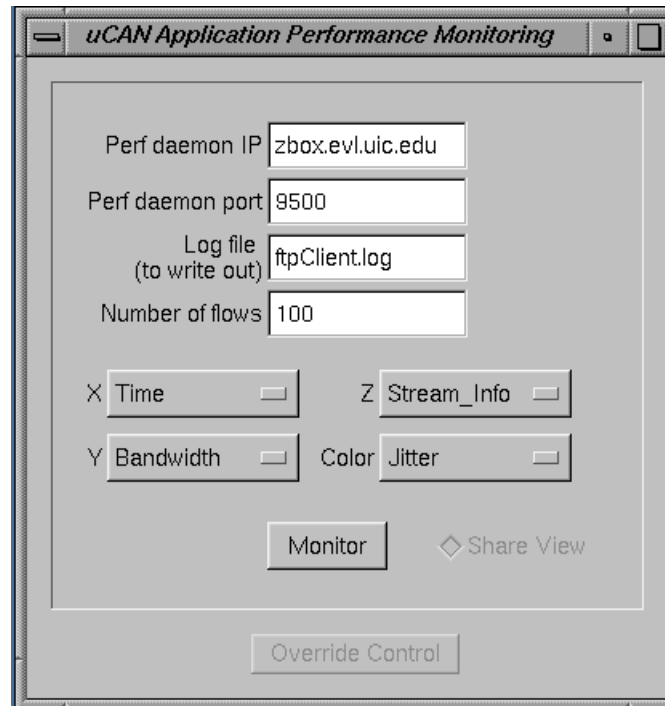 uCAN Application Performance Monitoring
Perf daemon IP zbox.evl.uic.edu
Perf daemon port 9500
Log file
(to write out) ftpClient.log
Number of flows 100
X Time Z Stream_Info
Y Bandwidth Color Jitter
Monitor Share View
Override Control